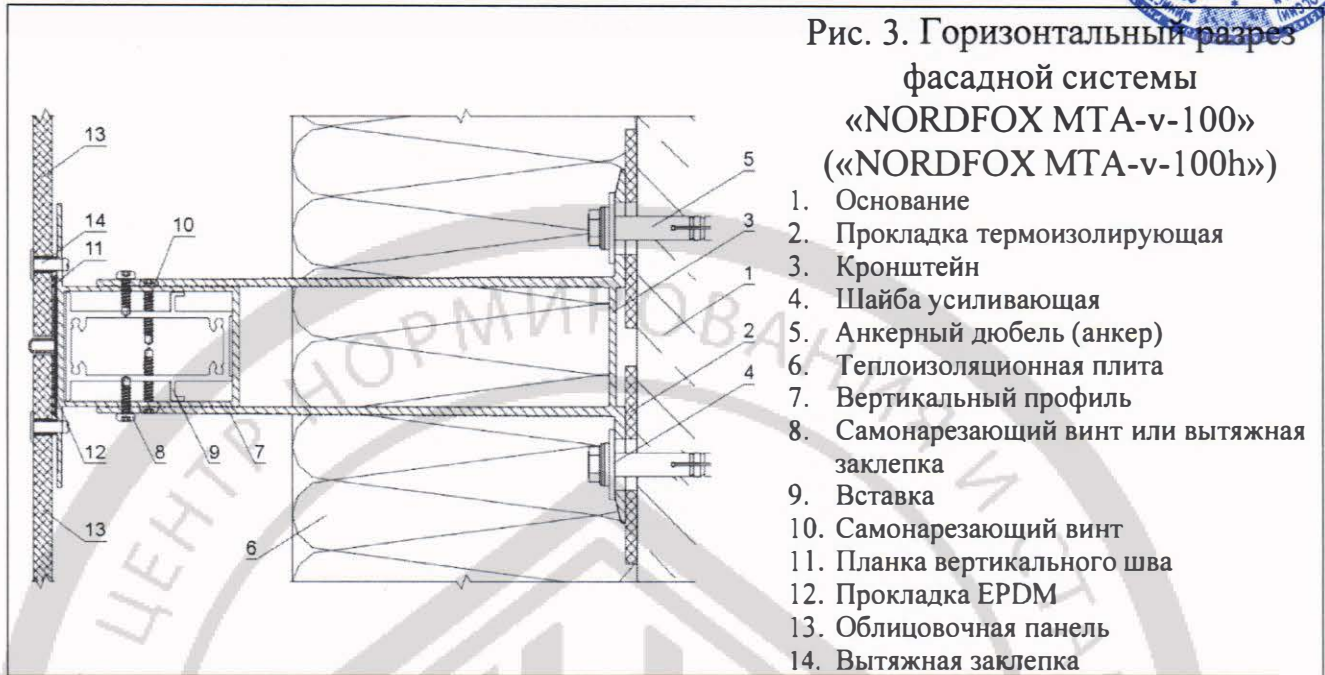 Рис. 3. Горизонтальный разрез
фасадной системы
«NORDFOX MTA-v-100»
(«NORDFOX MTA-v-100h»)
1. Основание
2. Прокладка термоизолирующая
3. Кронштейн
4. Шайба усиливающая
5. Анкерный дюбель (анкер)
6. Теплоизоляционная плита
7. Вертикальный профиль
8. Самонарезающий винт или вытяжная
заклепка
9. Вставка
10. Самонарезающий винт
11. Планка вертикального шва
12. Прокладка EPDM
13. Облицовочная панель
14. Вытяжная заклепка
13
14
11
10
5
3
1
2
4
12
8
9
7
13
6
ЦЕНТР НОРМИРОВАНИЯ И